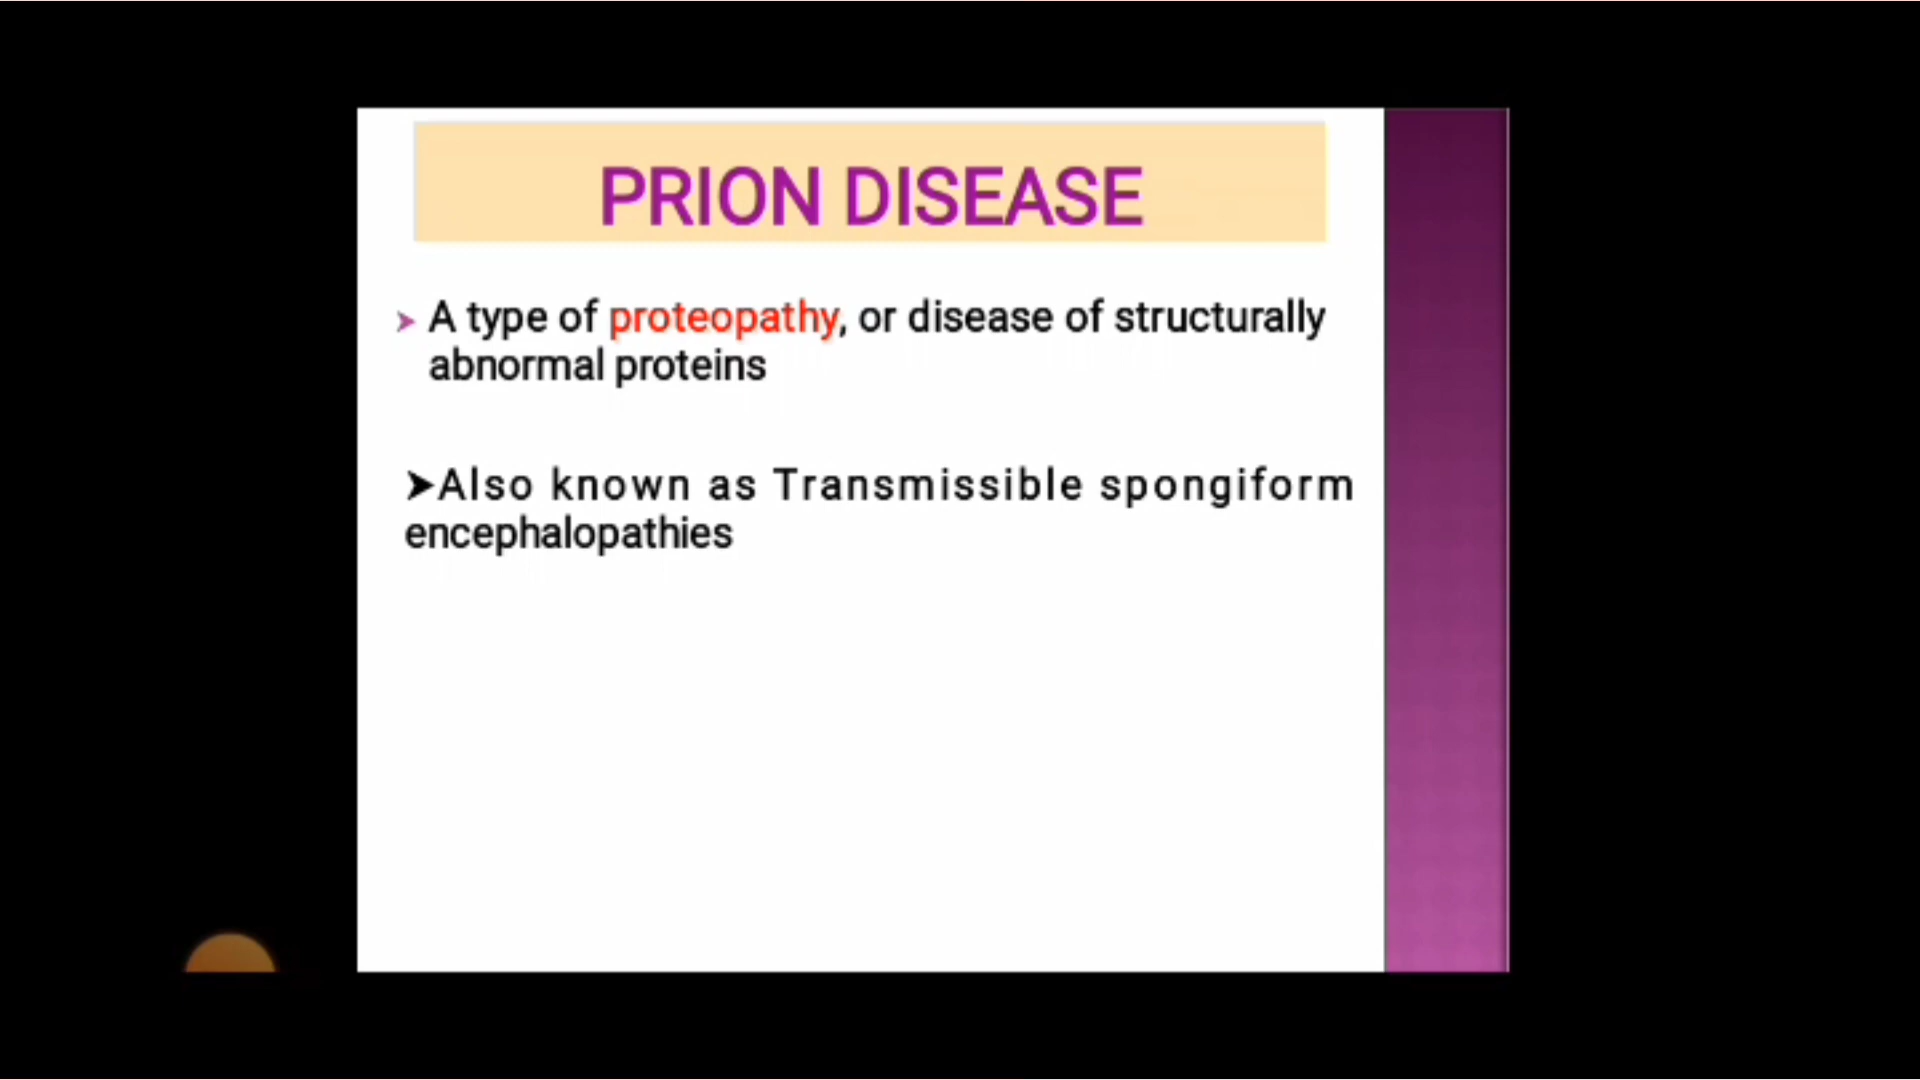 PRION DISEASE
➤ A type of proteopathy, or disease of structurally
abnormal proteins
➤Also known as Transmissible spongiform
encephalopathies